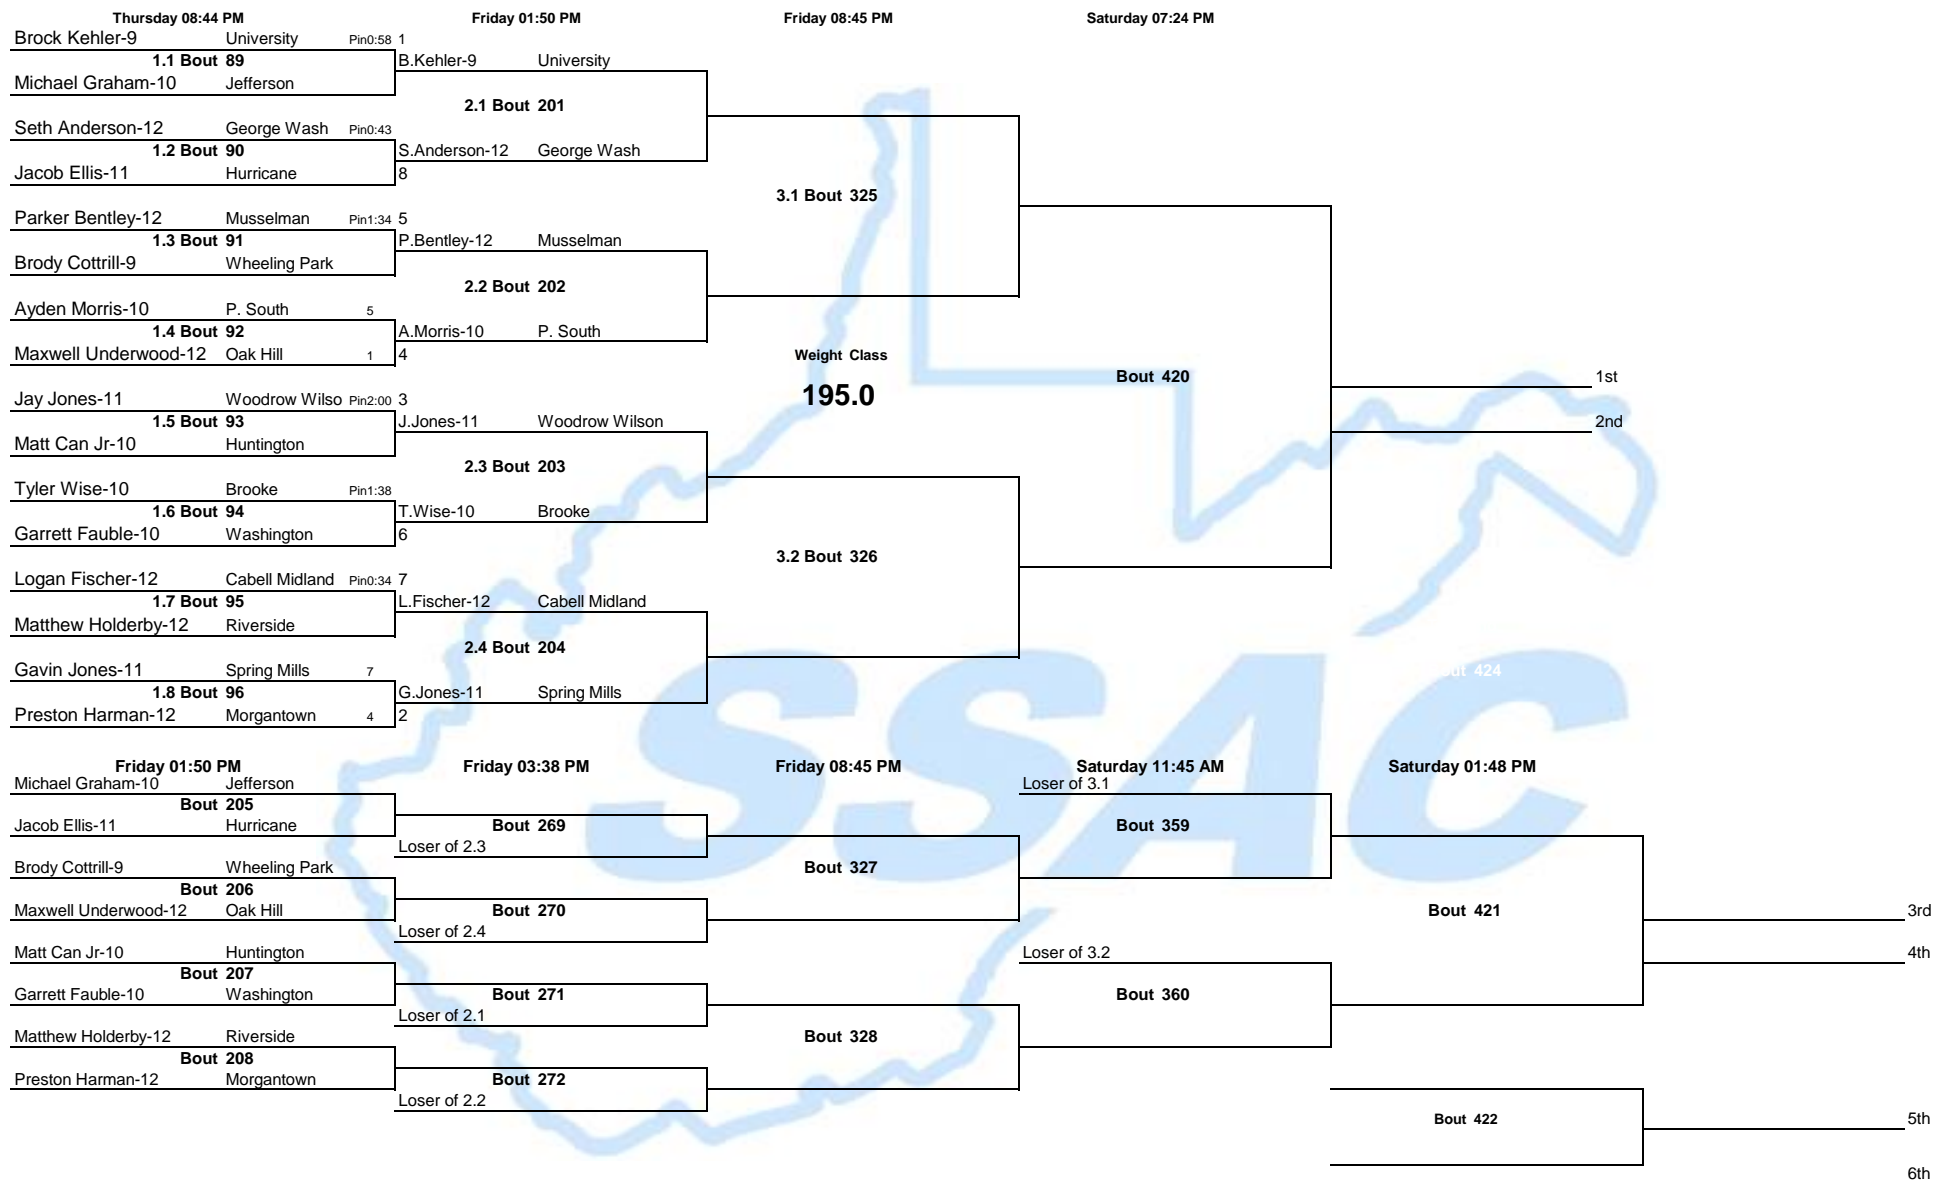 Thursday 08:44 PM Friday 01:50 PM Friday 08:45 PM Saturday 07:24 PM
Brock Kehler-9 University Pin0:58 1
1.1 Bout 89 B.Kehler-9 University
Michael Graham-10 Jefferson
2.1 Bout 201
Seth Anderson-12 George Wash Pin0:43
1.2 Bout 90 S.Anderson-12 George Wash
Jacob Ellis-11 Hurricane 8
3.1 Bout 325
Parker Bentley-12 Musselman Pin1:34 5
1.3 Bout 91 P.Bentley-12 Musselman
Brody Cottrill-9 Wheeling Park
2.2 Bout 202
Ayden Morris-10 P. South 5
1.4 Bout 92 A.Morris-10 P. South
Maxwell Underwood-12 Oak Hill 1 4 Weight Class
Bout 420 1st
Jay Jones-11 Woodrow Wilso Pin2:00 3 195.0
1.5 Bout 93 J.Jones-11 Woodrow Wilson 2nd
Matt Can Jr-10 Huntington
2.3 Bout 203
Tyler Wise-10 Brooke Pin1:38
1.6 Bout 94 T.Wise-10 Brooke
Garrett Fauble-10 Washington 6
3.2 Bout 326
Logan Fischer-12 Cabell Midland Pin0:34 7
1.7 Bout 95 L.Fischer-12 Cabell Midland
Matthew Holderby-12 Riverside
2.4 Bout 204
Gavin Jones-11 Spring Mills 7 424
1.8 Bout 96 G.Jones-11 Spring Mills
Preston Harman-12 Morgantown 4 2
SSAC
Friday 01:50 PM Friday 03:38 PM Friday 08:45 PM Saturday 11:45 AM Saturday 01:48 PM
Michael Graham-10 Jefferson Loser of 3.1
Bout 205
Jacob Ellis-11 Hurricane Bout 269 Bout 359
Loser of 2.3
Brody Cottrill-9 Wheeling Park Bout 327
Bout 206
Maxwell Underwood-12 Oak Hill Bout 270 Bout 421 3rd
Loser of 2.4
Matt Can Jr-10 Huntington Loser of 3.2 4th
Bout 207
Garrett Fauble-10 Washington Bout 271 Bout 360
Loser of 2.1
Matthew Holderby-12 Riverside Bout 328
Bout 208
Preston Harman-12 Morgantown Bout 272
Loser of 2.2
Bout 422 5th
6th